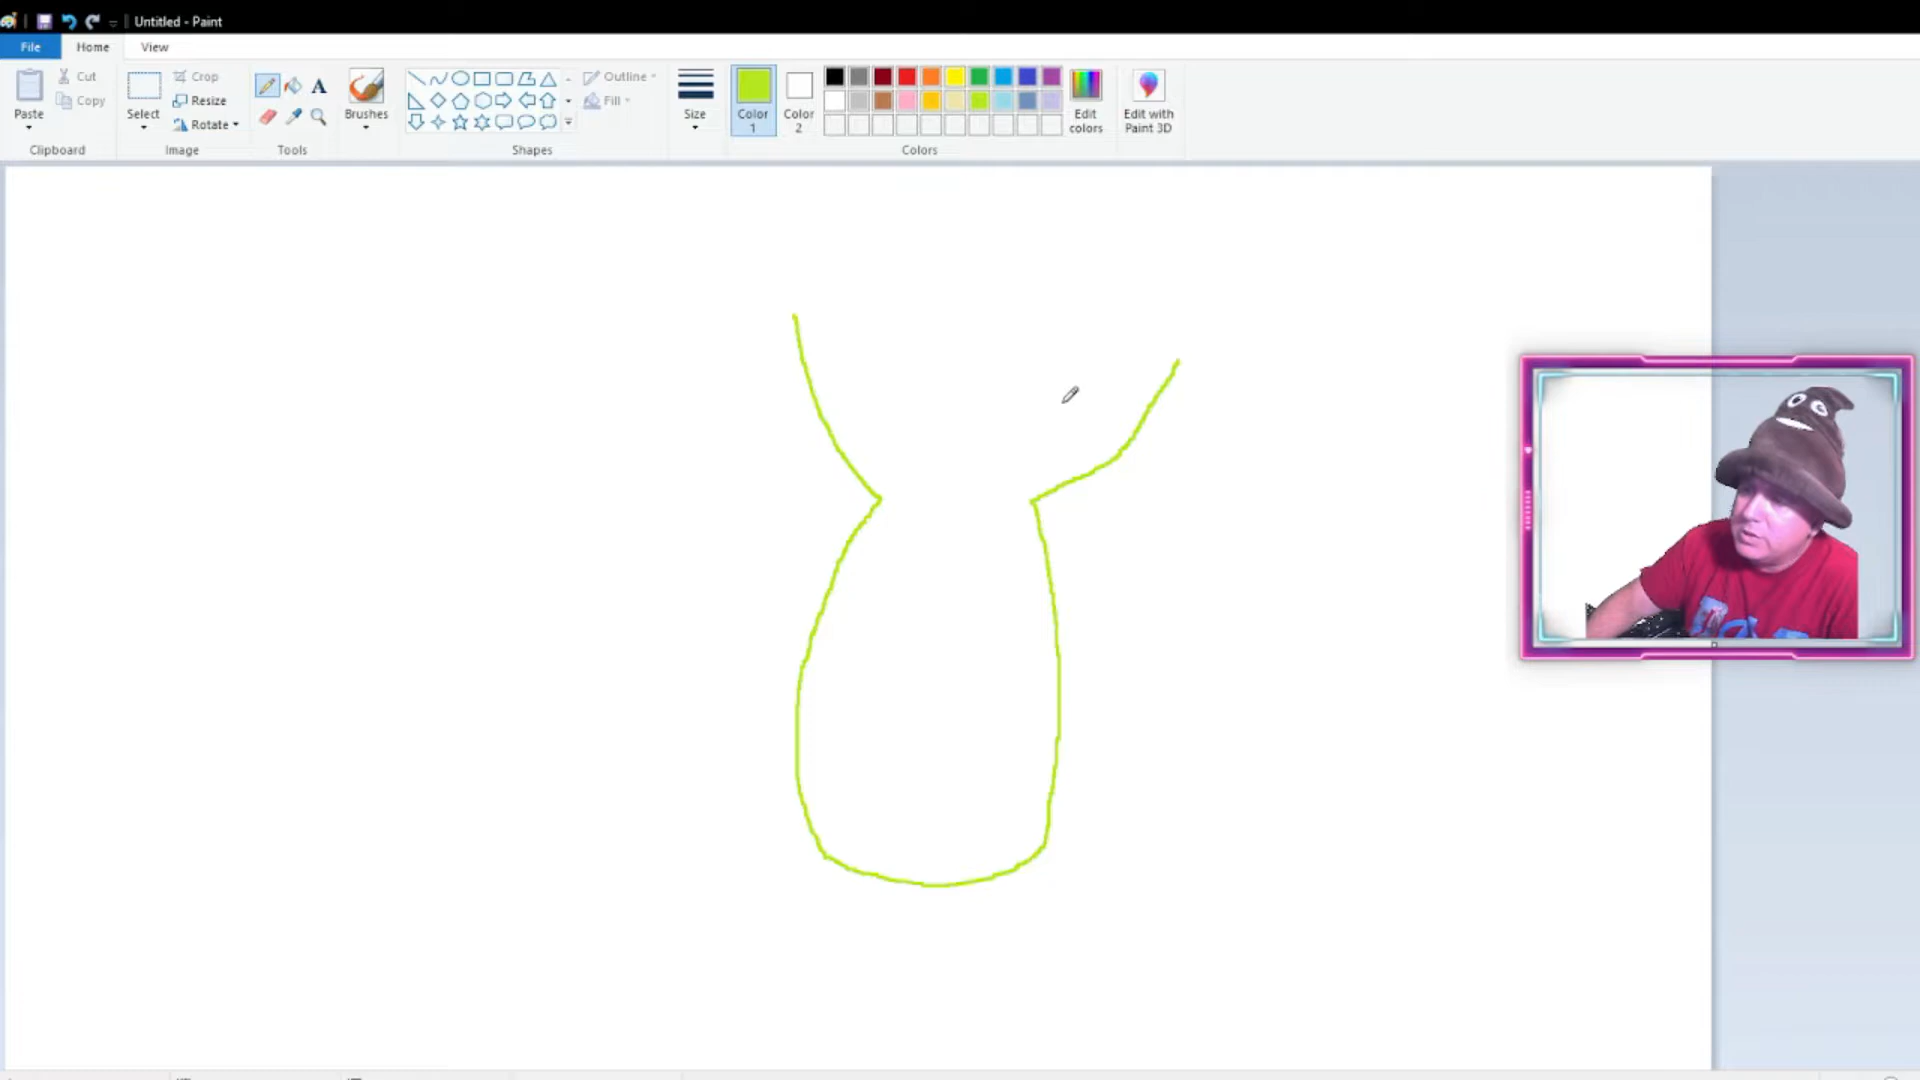 Untitled - Paint
File Home View
Paste Cut Copy
Clipboard
Select Crop Resize Rotate
Image
A
Tools
Brushes
Outline Fill
Shapes
Size
Color 1
Color 2
Edit colors
Colors
Edit with Paint 3D